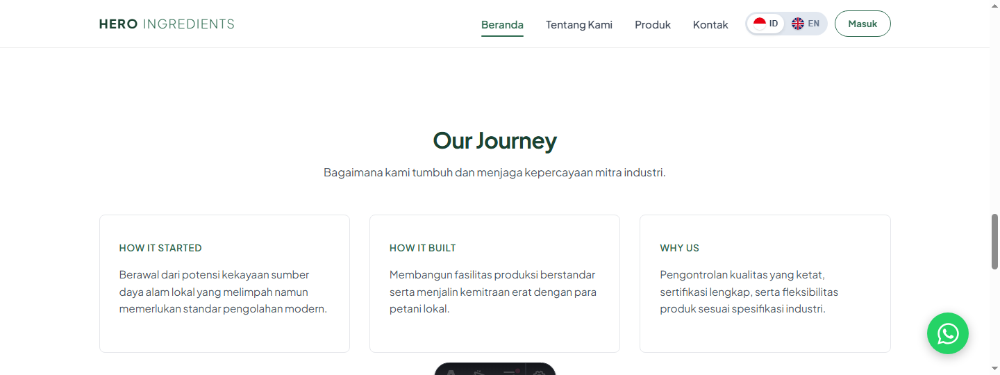 HERO INGREDIENTS
Beranda
Tentang Kami
Produk
Kontak
ID
EN
Masuk
Our Journey
Bagaimana kami tumbuh dan menjaga kepercayaan mitra industri.
HOW IT STARTED
Berawal dari potensi kekayaan sumber
daya alam lokal yang melimpah namun
memerlukan standar pengolahan modern.
HOW IT BUILT
Membangun fasilitas produksi berstandar
serta menjalin kemitraan erat dengan para
petani lokal.
WHY US
Pengontrolan kualitas yang ketat,
sertifikasi lengkap, serta fleksibilitas
produk sesuai spesifikasi industri.